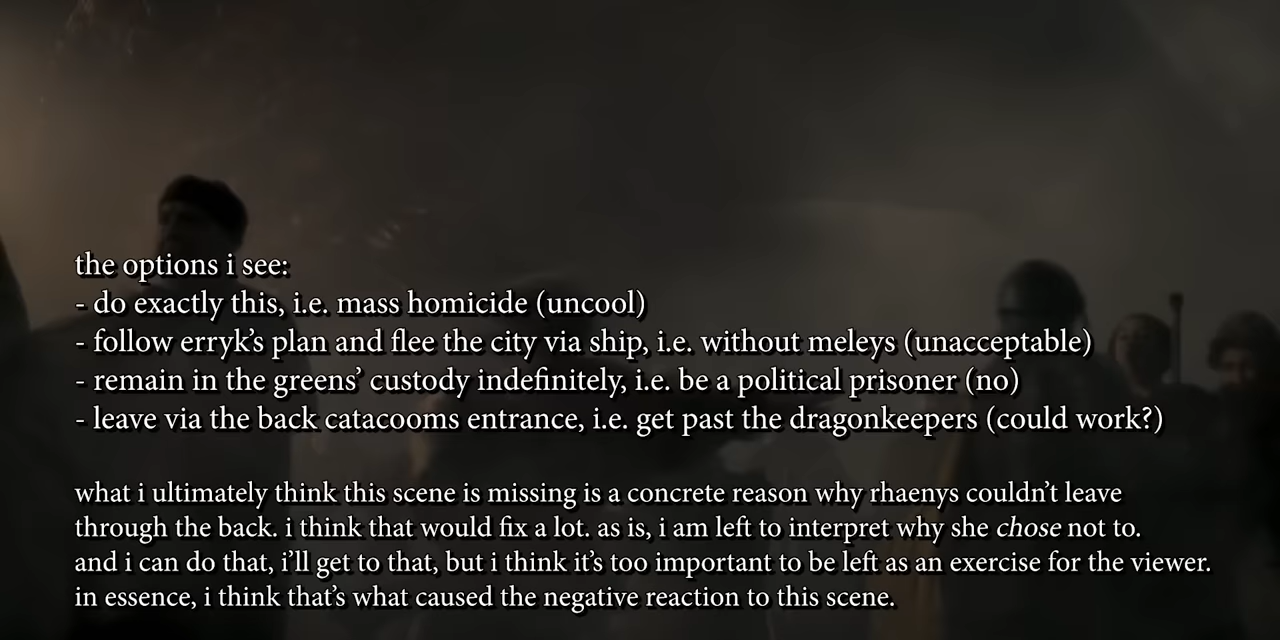 the options i see:
- do exactly this, i.e. mass homicide (uncool)
- follow erryk’s plan and flee the city via ship, i.e. without meleys (unacceptable)
- remain in the greens’ custody indefinitely, i.e. be a political prisoner (no)
- leave via the back catacooms entrance, i.e. get past the dragonkeepers (could work?)
what i ultimately think this scene is missing is a concrete reason why rhaenys couldn’t leave
through the back. i think that would fix a lot. as is, i am left to interpret why she chose not to.
and i can do that, i’ll get to that, but i think it’s too important to be left as an exercise for the viewer.
in essence, i think that’s what caused the negative reaction to this scene.